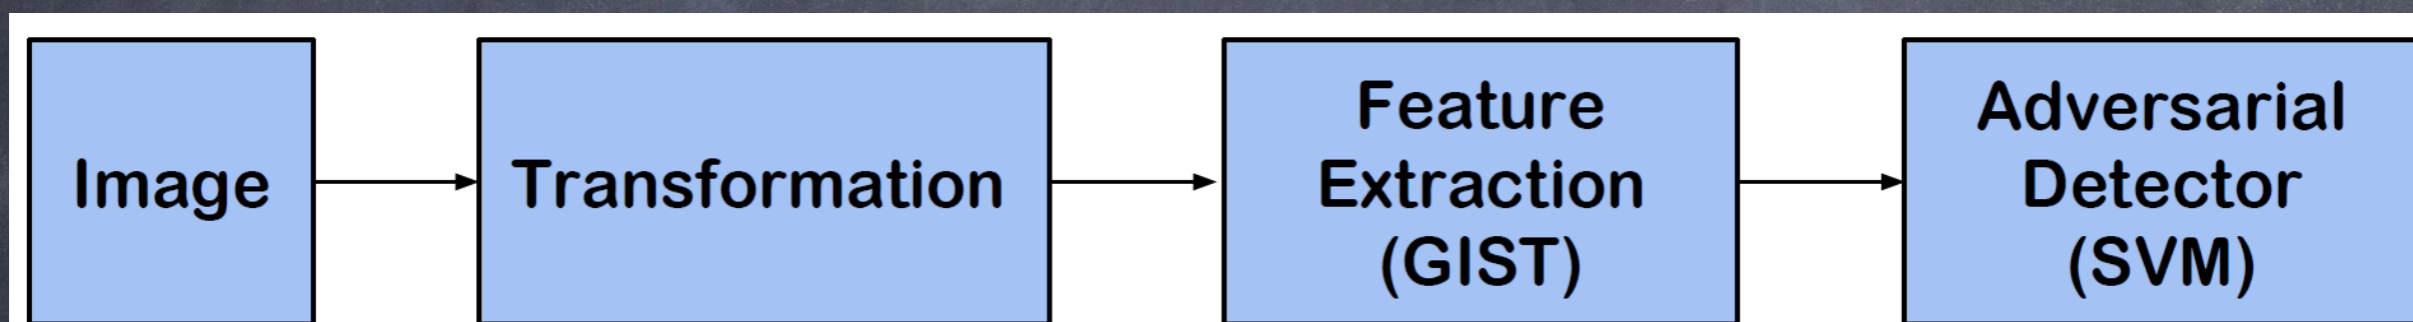 Image
Transformation
Feature
Extraction
(GIST)
Adversarial
Detector
(SVM)